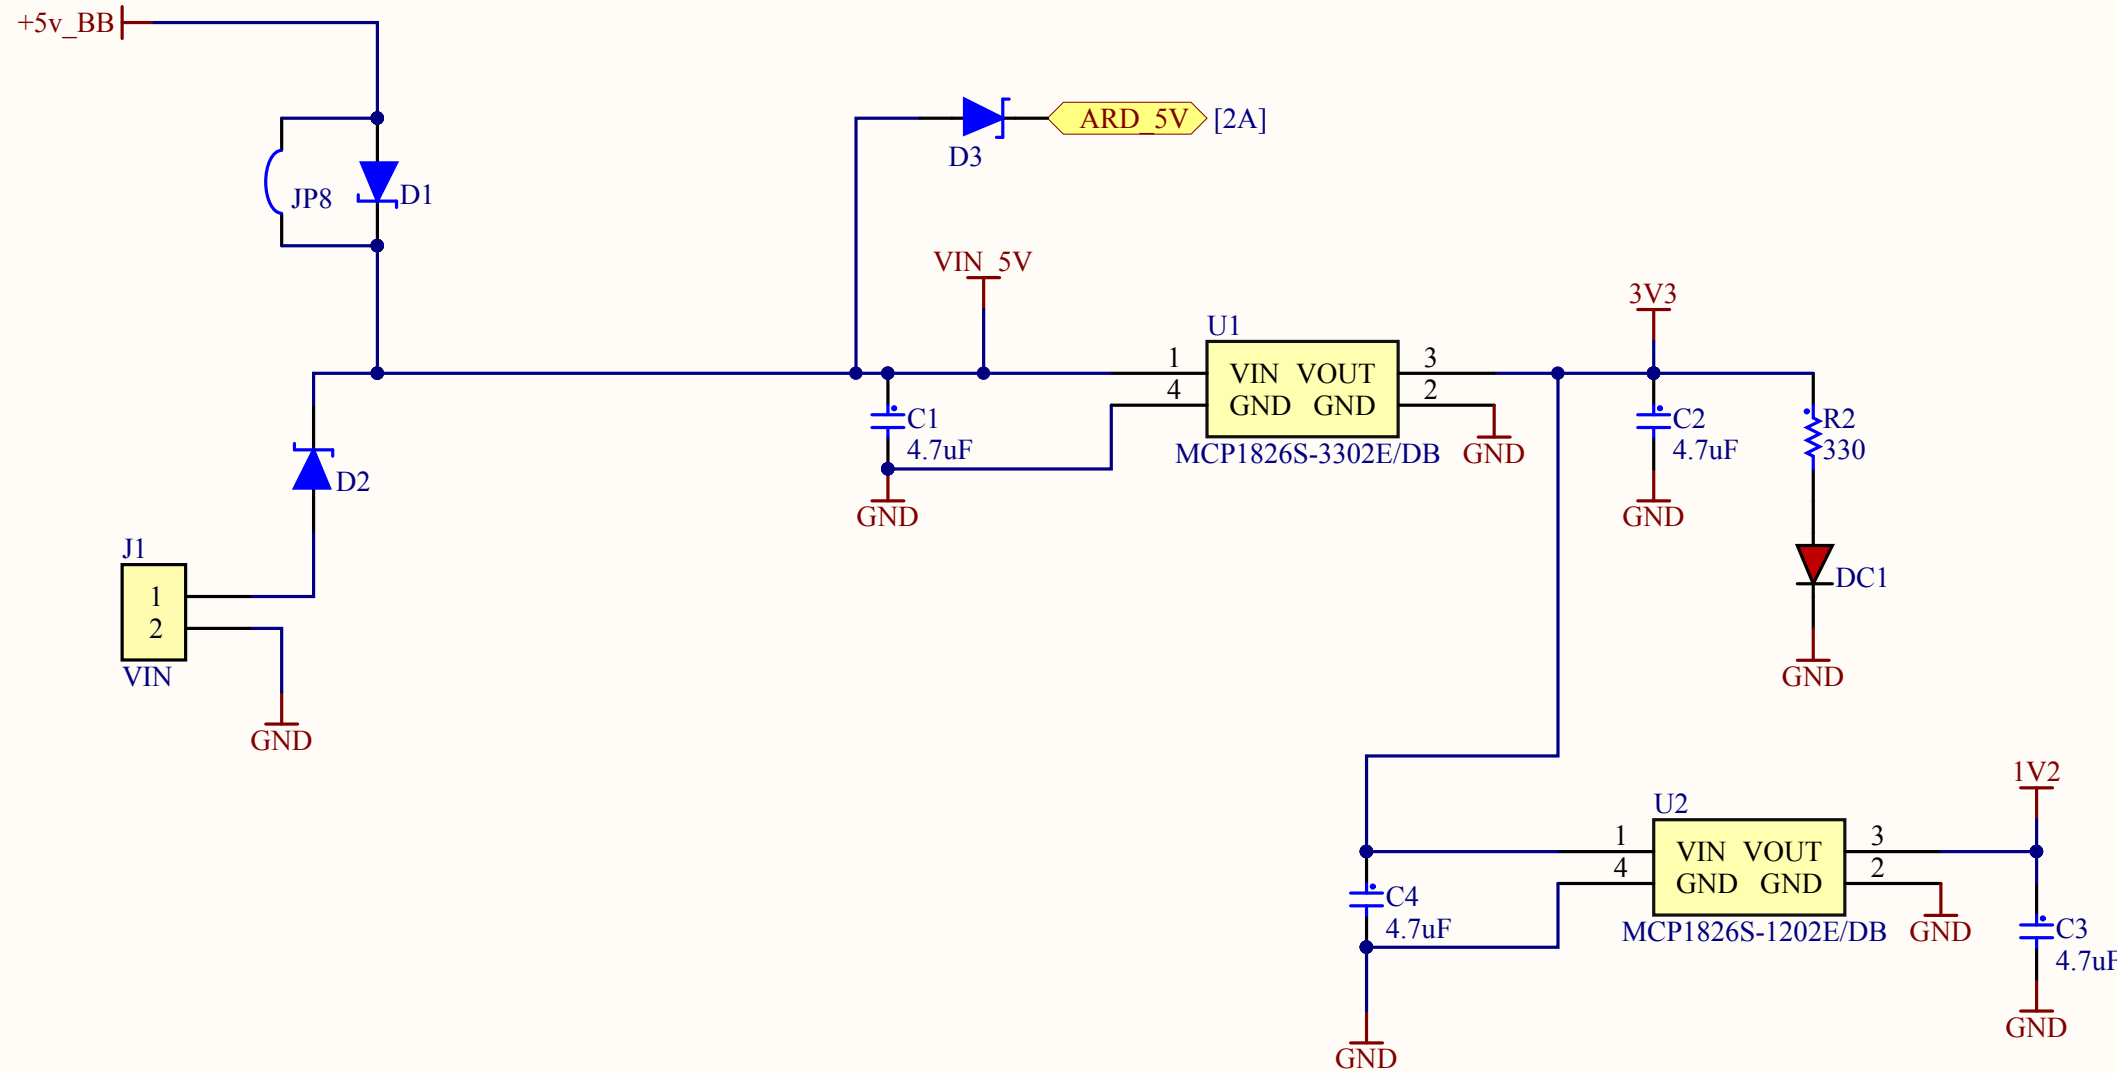 +5v_BB
ARD_5V [2A]
D3
JP8
D1
VIN_5V
3V3
U1
1
VIN VOUT
3
4
GND GND
2
MCP1826S-3302E/DB
GND
C1
4.7uF
GND
C2
4.7uF
GND
R2
330
DC1
GND
D2
J1
1
2
VIN
GND
1V2
U2
1
VIN VOUT
3
4
GND GND
2
MCP1826S-1202E/DB
GND
C4
4.7uF
GND
C3
4.7uF
GND